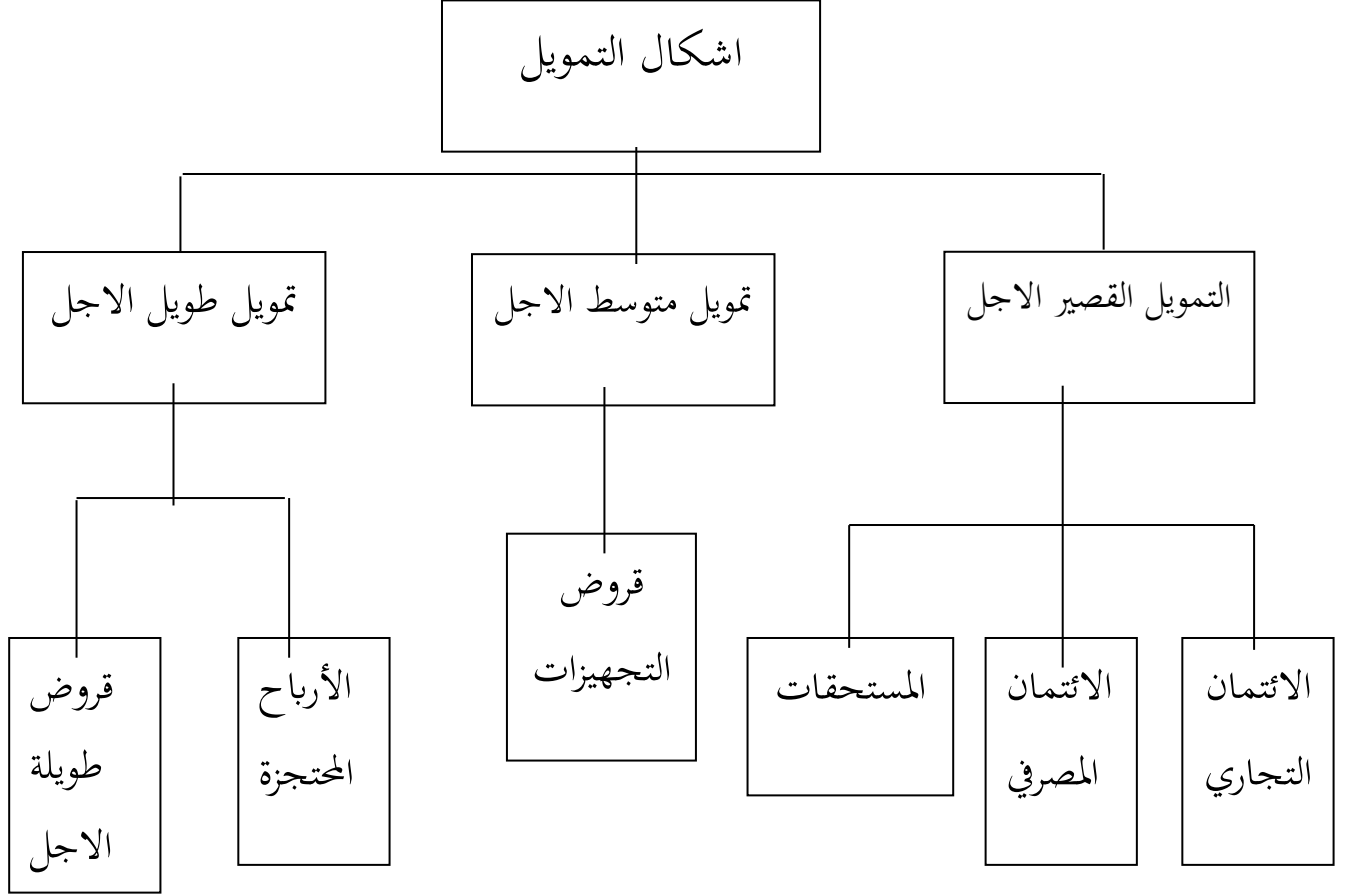 اشكال التمويل
التمويل القصير الاجل
تمويل متوسط الاجل
تمويل طويل الاجل
الائتمان
التجاري
الائتمان
المصرفي
المستحقات
قروض
التجهيزات
الأرباح
المحتجزة
قروض
طويلة
الاجل